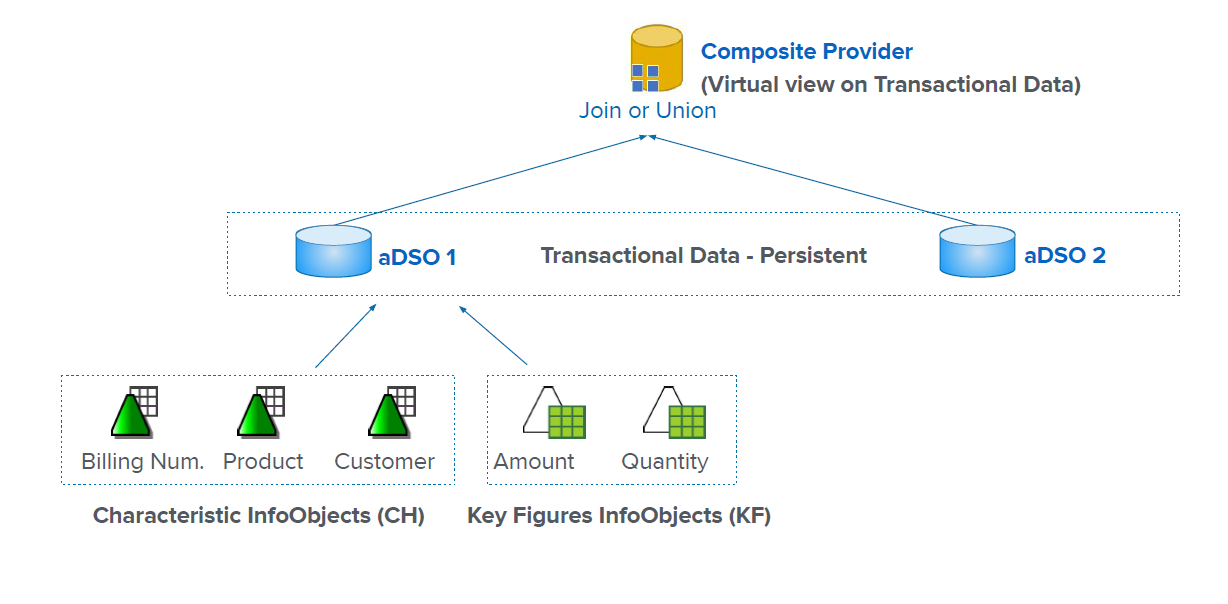 Composite Provider
(Virtual view on Transactional Data)
Join or Union
aDSO 1
Transactional Data - Persistent
aDSO 2
Billing Num.
Product
Customer
Amount
Quantity
Characteristic InfoObjects (CH)
Key Figures InfoObjects (KF)